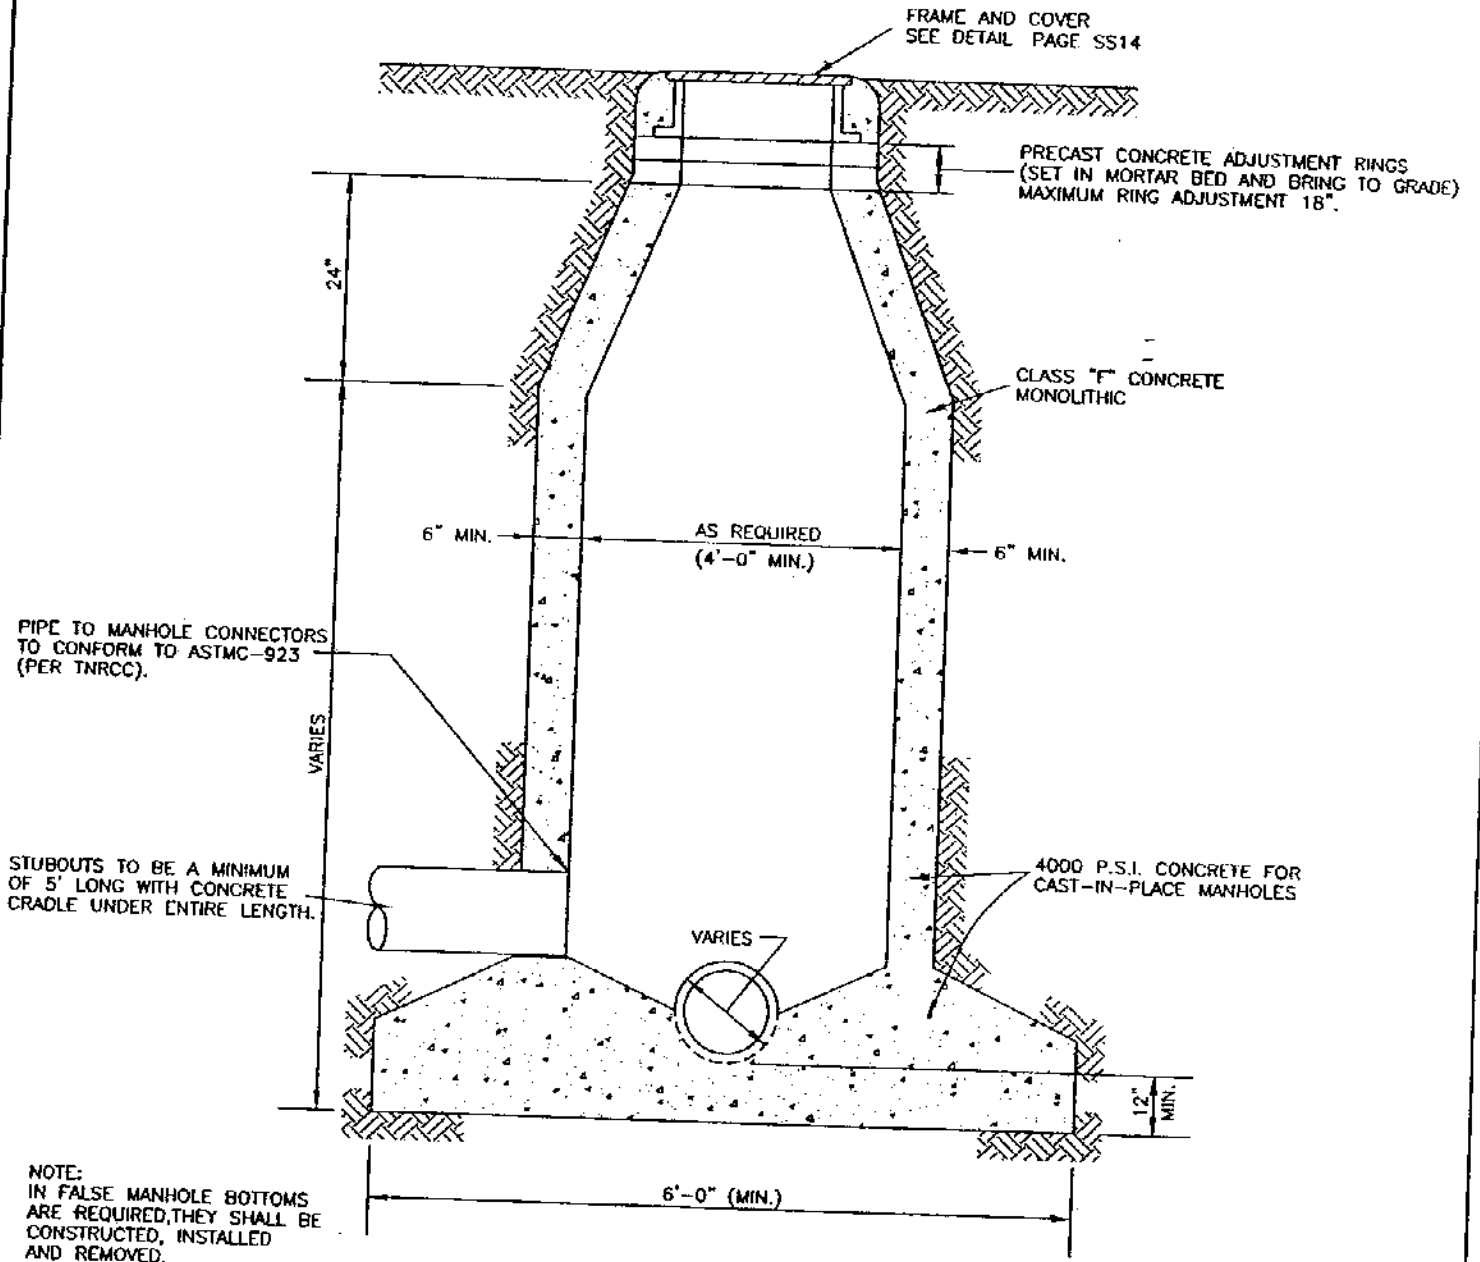 FRAME AND COVER
SEE DETAIL PAGE SS14
PRECAST CONCRETE ADJUSTMENT RINGS
(SET IN MORTAR BED AND BRING TO GRADE)
MAXIMUM RING ADJUSTMENT 18".
24"
CLASS "F" CONCRETE
MONOLITHIC
6" MIN.
AS REQUIRED
(4'-0" MIN.)
6" MIN.
PIPE TO MANHOLE CONNECTORS
TO CONFORM TO ASTMC-923
(PER TNRCC).
VARIES
STUBOUTS TO BE A MINIMUM
OF 5' LONG WITH CONCRETE
CRADLE UNDER ENTIRE LENGTH.
4000 P.S.I. CONCRETE FOR
CAST-IN-PLACE MANHOLES
VARIES
12"
MIN.
6'-0" (MIN.)
NOTE:
IN FALSE MANHOLE BOTTOMS
ARE REQUIRED,THEY SHALL BE
CONSTRUCTED, INSTALLED
AND REMOVED.